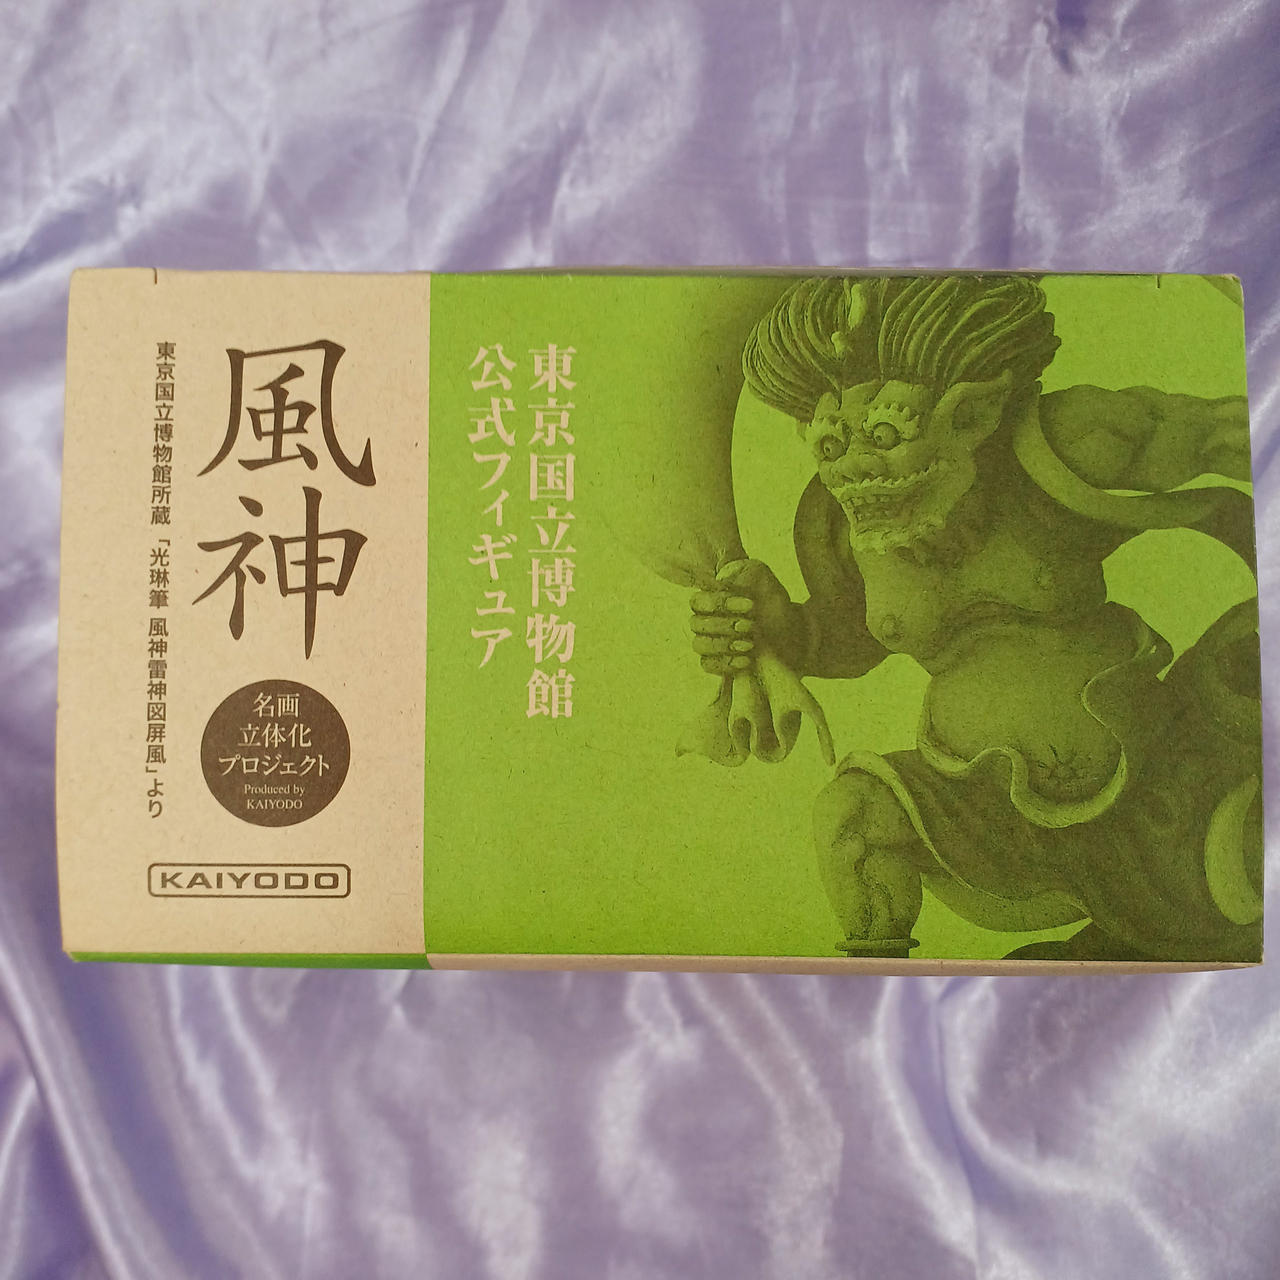 東京国立博物館
公式フィギュア
風神
東京国立博物館所蔵「光琳筆 風神雷神図屏風」より
名画
立体化
プロジェクト
Produced by
KAIYODO
KAIYODO